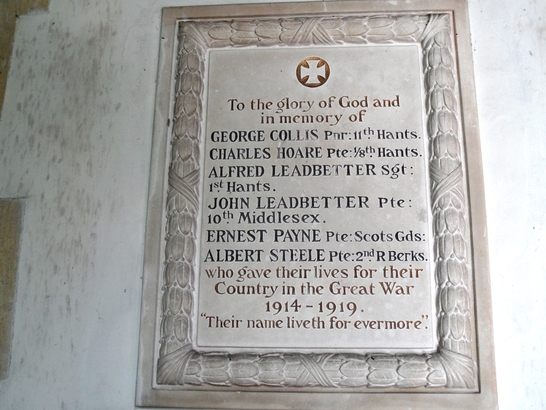 To the glory of God and
in memory of
GEORGE COLLIS Pnr: 11th Hants.
CHARLES HOARE Pte: 1/8th Hants.
ALFRED LEADBETTER Sgt:
1st Hants.
JOHN LEADBETTER Pte:
10th Middlesex.
ERNEST PAYNE Pte: Scots Gds:
ALBERT STEELE Pte: 2nd R Berks.
who gave their lives for their
Country in the Great War
1914 - 1919.
"Their name liveth for evermore".